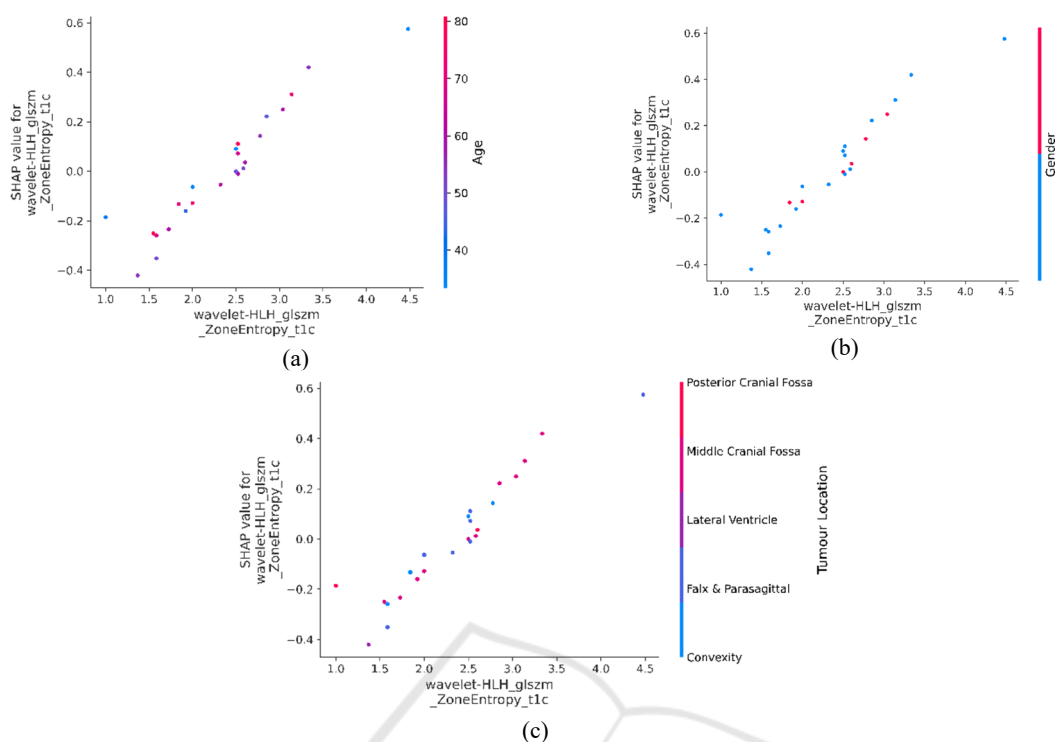 0.6
0.4
0.2
0.0
−0.2
−0.4
SHAP value for
wavelet-HLH_glszm
_ZoneEntropy_t1c
1.0 1.5 2.0 2.5 3.0 3.5 4.0 4.5
wavelet-HLH_glszm
_ZoneEntropy_t1c
80
70
60
50
40
Age
(a)
0.6
0.4
0.2
0.0
−0.2
−0.4
SHAP value for
wavelet-HLH_glszm
_ZoneEntropy_t1c
1.0 1.5 2.0 2.5 3.0 3.5 4.0 4.5
wavelet-HLH_glszm
_ZoneEntropy_t1c
Gender
(b)
0.6
0.4
0.2
0.0
−0.2
−0.4
SHAP value for
wavelet-HLH_glszm
_ZoneEntropy_t1c
1.0 1.5 2.0 2.5 3.0 3.5 4.0 4.5
wavelet-HLH_glszm
_ZoneEntropy_t1c
Posterior Cranial Fossa
Middle Cranial Fossa
Lateral Ventricle
Falx & Parasagittal
Convexity
Tumour Location
(c)